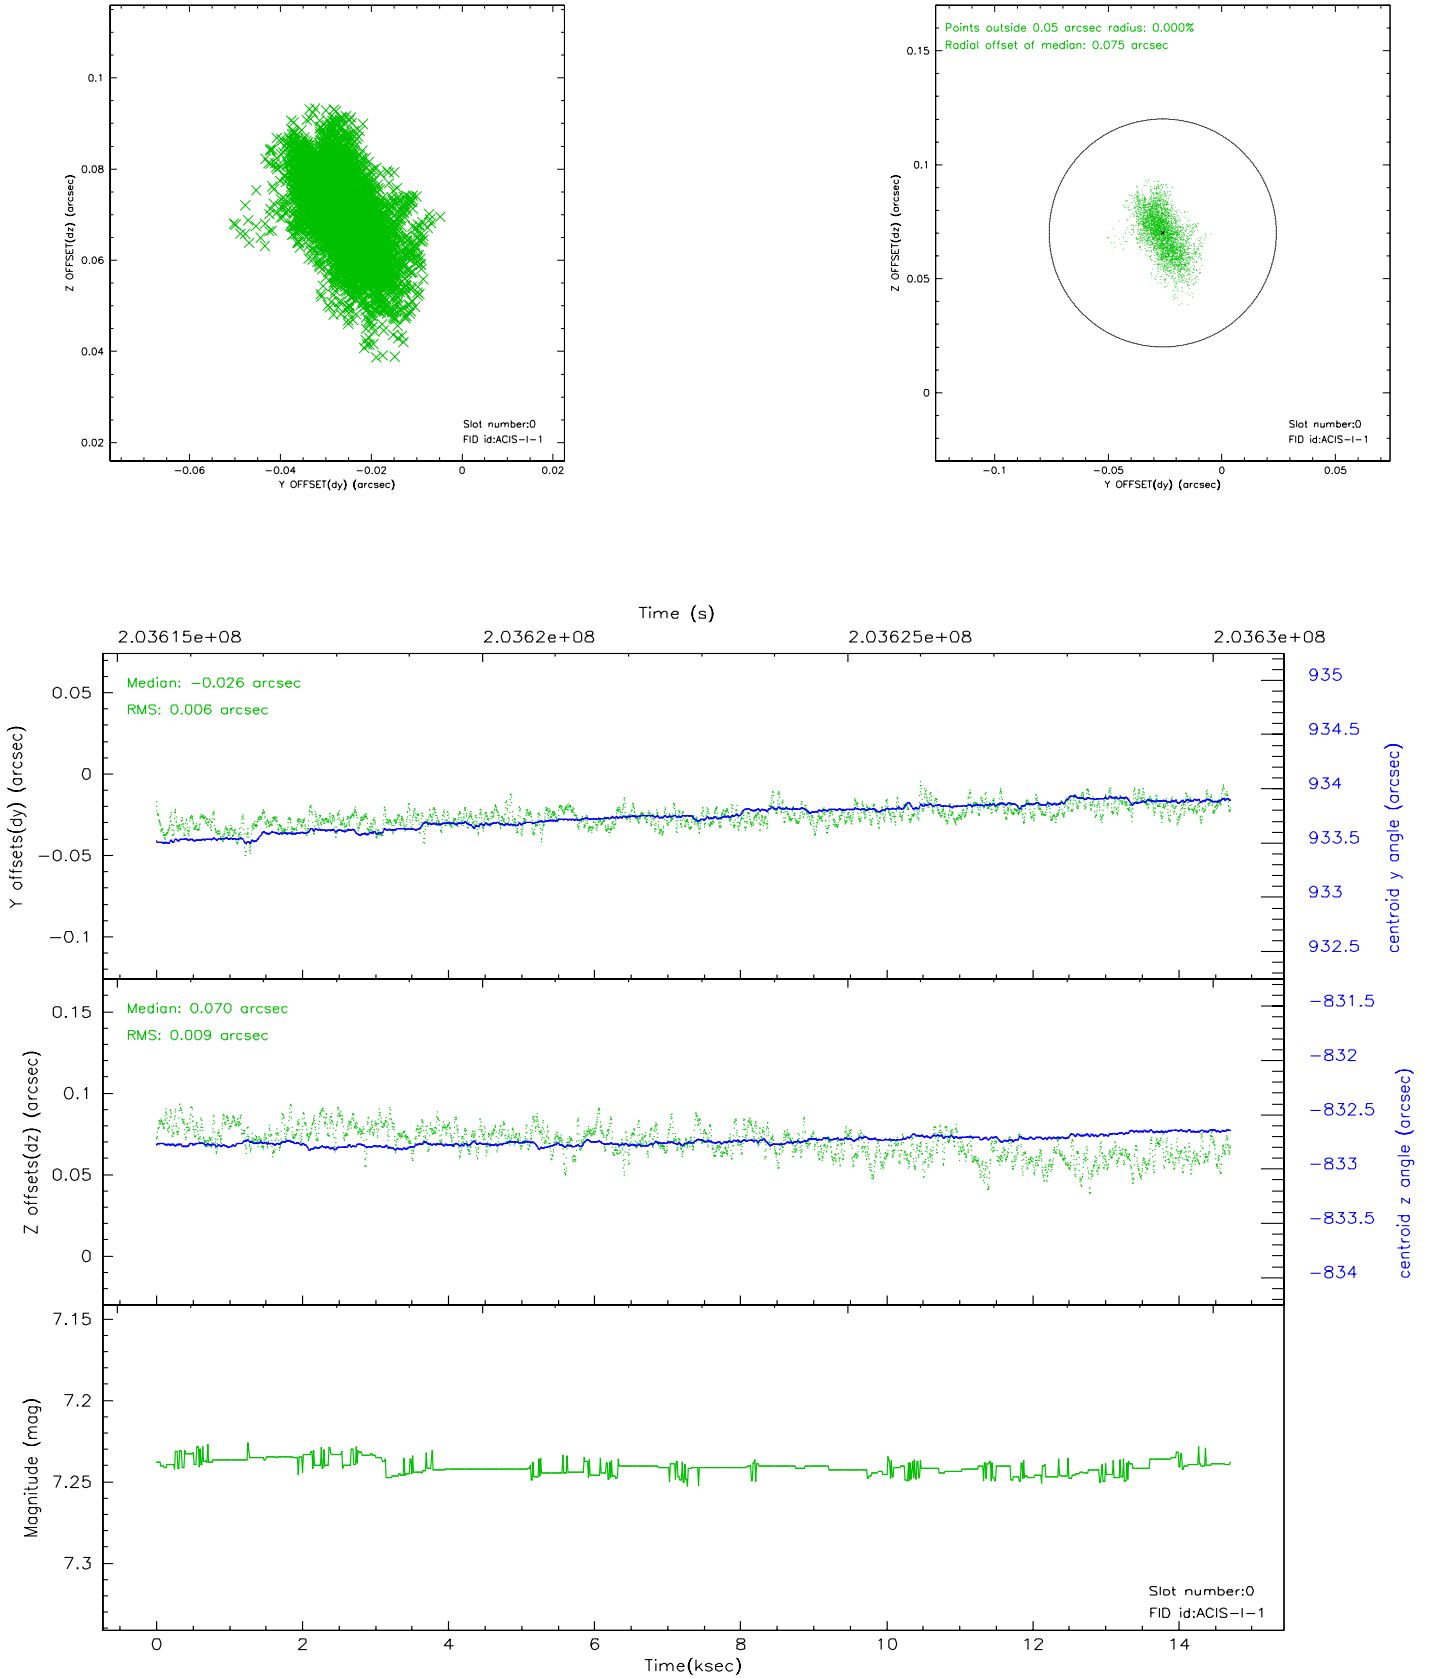 0.1
0.08
0.06
0.04
0.02
Z OFFSET(dz) (arcsec)
Slot number:0
FID id:ACIS-I-1
-0.06 -0.04 -0.02 0 0.02
Y OFFSET(dy) (arcsec)
Points outside 0.05 arcsec radius: 0.000%
Radial offset of median: 0.075 arcsec
0.15
0.1
0.05
0
Z OFFSET(dz) (arcsec)
Slot number:0
FID id:ACIS-I-1
-0.1 -0.05 0 0.05
Y OFFSET(dy) (arcsec)
Time (s)
2.03615e+08 2.0362e+08 2.03625e+08 2.0363e+08
Median: -0.026 arcsec
RMS: 0.006 arcsec
0.05
0
-0.05
-0.1
Y offsets(dy) (arcsec)
935
934.5
934
933.5
933
932.5
centroid y angle (arcsec)
Median: 0.070 arcsec
RMS: 0.009 arcsec
0.15
0.1
0.05
0
Z offsets(dz) (arcsec)
-831.5
-832
-832.5
-833
-833.5
-834
centroid z angle (arcsec)
7.15
7.2
7.25
7.3
Magnitude (mag)
Slot number:0
FID id:ACIS-I-1
0 2 4 6 8 10 12 14
Time(ksec)